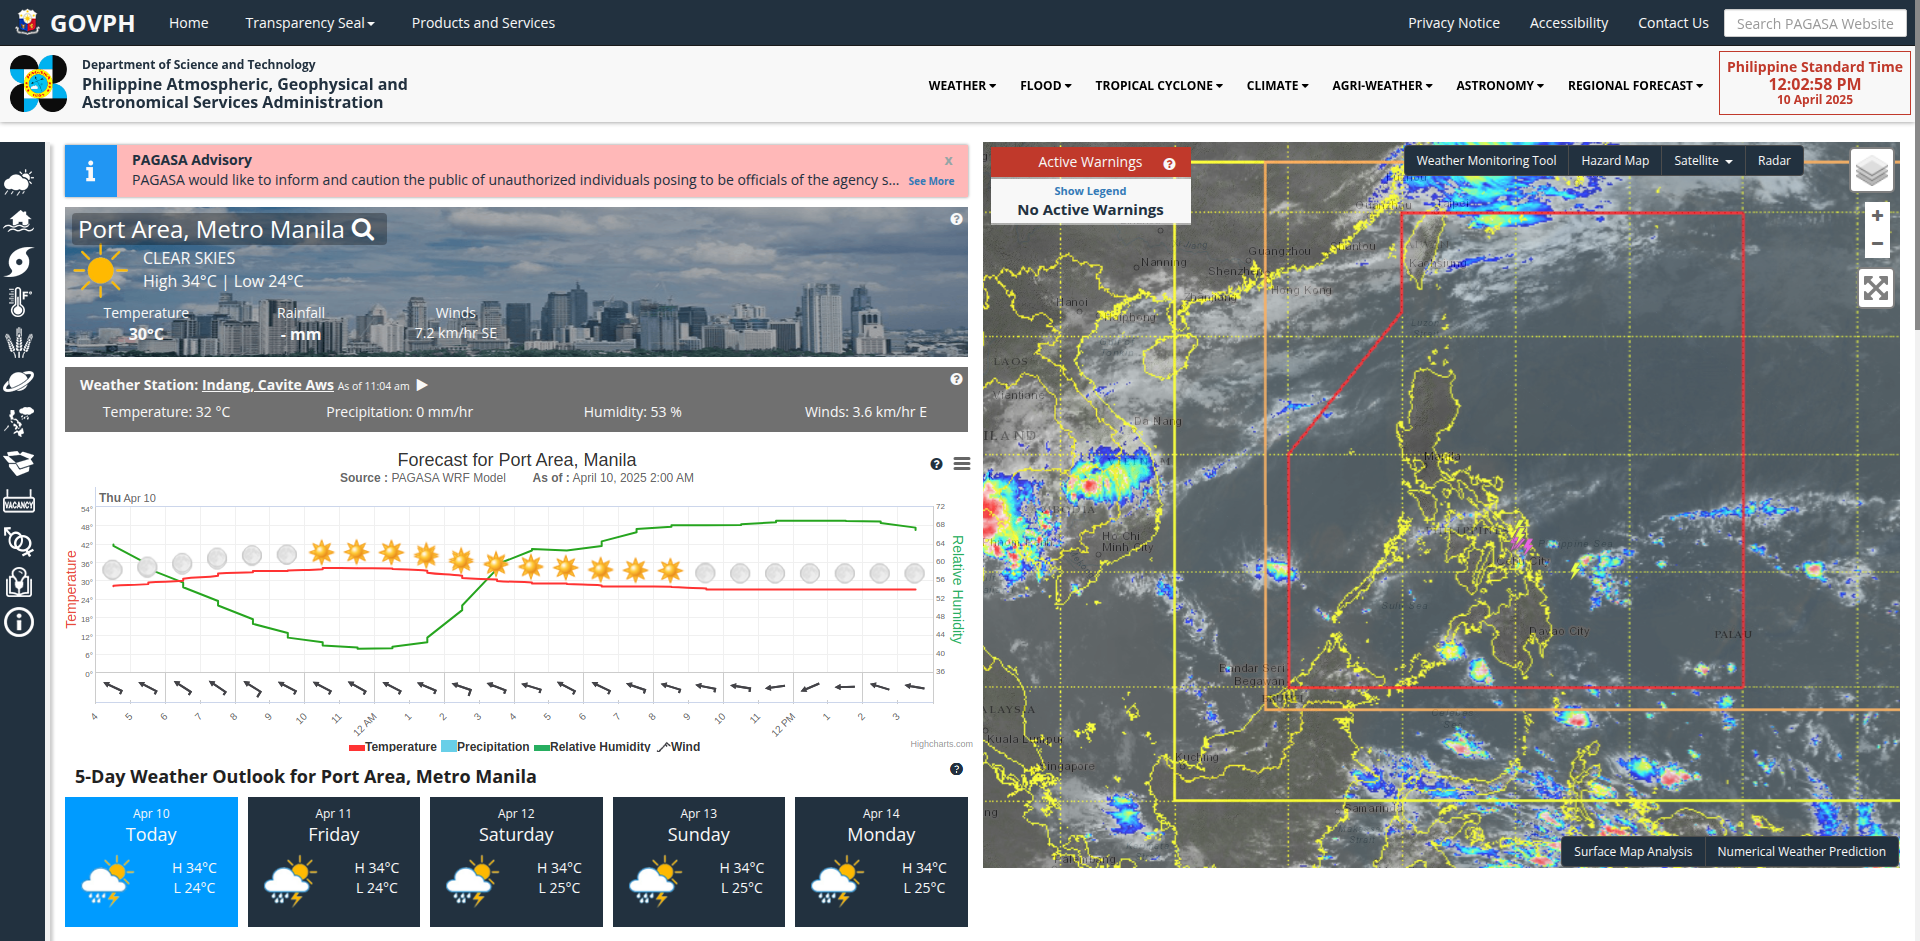 GOVPH
Home
Transparency Seal
Products and Services
Privacy Notice
Accessibility
Contact Us
Search PAGASA Website
Department of Science and Technology
Philippine Atmospheric, Geophysical and
Astronomical Services Administration
WEATHER
FLOOD
TROPICAL CYCLONE
CLIMATE
AGRI-WEATHER
ASTRONOMY
REGIONAL FORECAST
Philippine Standard Time
12:02:58 PM
10 April 2025
PAGASA Advisory
x
PAGASA would like to inform and caution the public of unauthorized individuals posing to be officials of the agency s... See More
Port Area, Metro Manila
CLEAR SKIES
High 34°C | Low 24°C
Temperature
30°C
Rainfall
- mm
Winds
7.2 km/hr SE
Weather Station: Indang, Cavite Aws As of 11:04 am
Temperature: 32 °C
Precipitation: 0 mm/hr
Humidity: 53 %
Winds: 3.6 km/hr E
Forecast for Port Area, Manila
Source : PAGASA WRF Model As of : April 10, 2025 2:00 AM
Thu Apr 10
54°
48°
42°
36°
30°
24°
18°
12°
6°
0°
Temperature
72
68
64
60
56
52
48
44
40
36
Relative Humidity
4 5 6 7 8 9 10 11 12 AM 1 2 3 4 5 6 7 8 9 10 11 12 PM 1 2 3
Temperature Precipitation Relative Humidity Wind
Highcharts.com
5-Day Weather Outlook for Port Area, Metro Manila
Apr 10
Today
H 34°C
L 24°C
Apr 11
Friday
H 34°C
L 24°C
Apr 12
Saturday
H 34°C
L 25°C
Apr 13
Sunday
H 34°C
L 25°C
Apr 14
Monday
H 34°C
L 25°C
VACANCY
Active Warnings
Show Legend
No Active Warnings
Weather Monitoring Tool
Hazard Map
Satellite
Radar
+
−
Nanning
Guangzhou
Shenzhen
Hong Kong
Hanoi
LAOS
Vientiane
Da Nang
Ho Chi
Minh City
Manila
Philippine Sea
Davao City
PALAU
Bandar Seri
Begawan
Kuala Lumpur
Singapore
Kuching
Samarinda
Surface Map Analysis
Numerical Weather Prediction